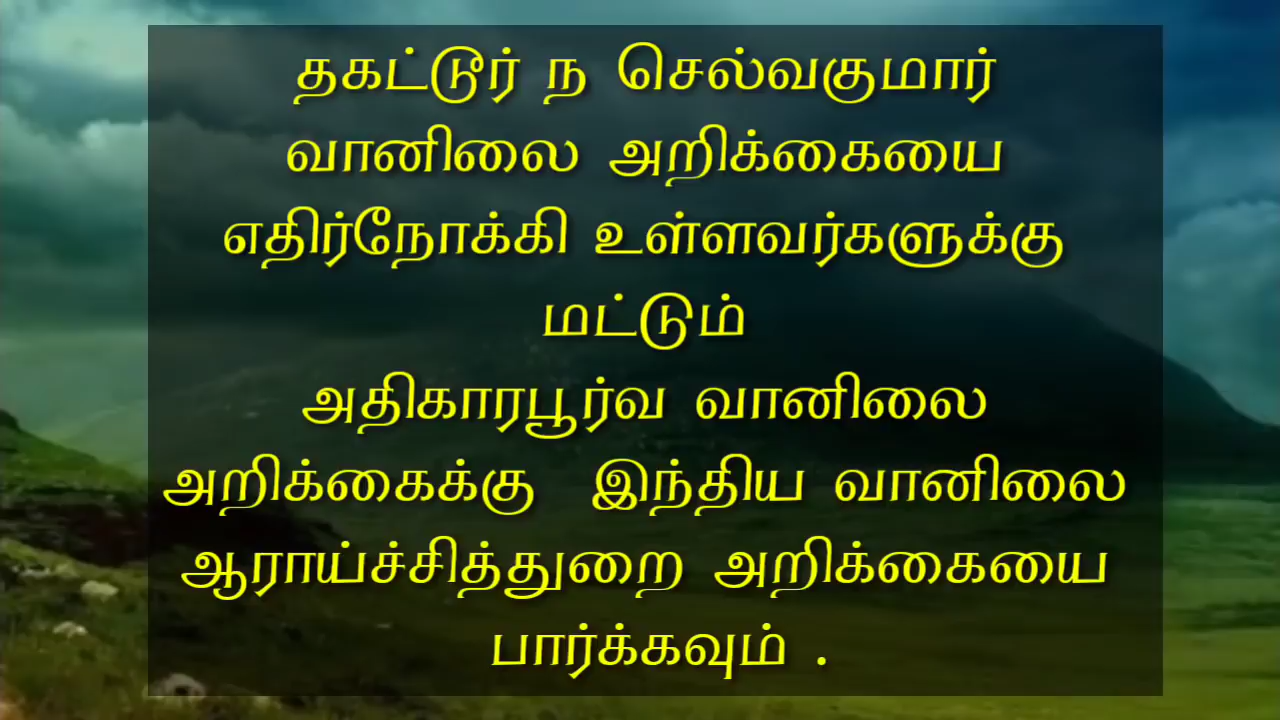 தகட்டூர் ந செல்வகுமார்
வானிலை அறிக்கையை
எதிர்நோக்கி உள்ளவர்களுக்கு
மட்டும்
அதிகாரபூர்வ வானிலை
அறிக்கைக்கு இந்திய வானிலை
ஆராய்ச்சித்துறை அறிக்கையை
பார்க்கவும் .